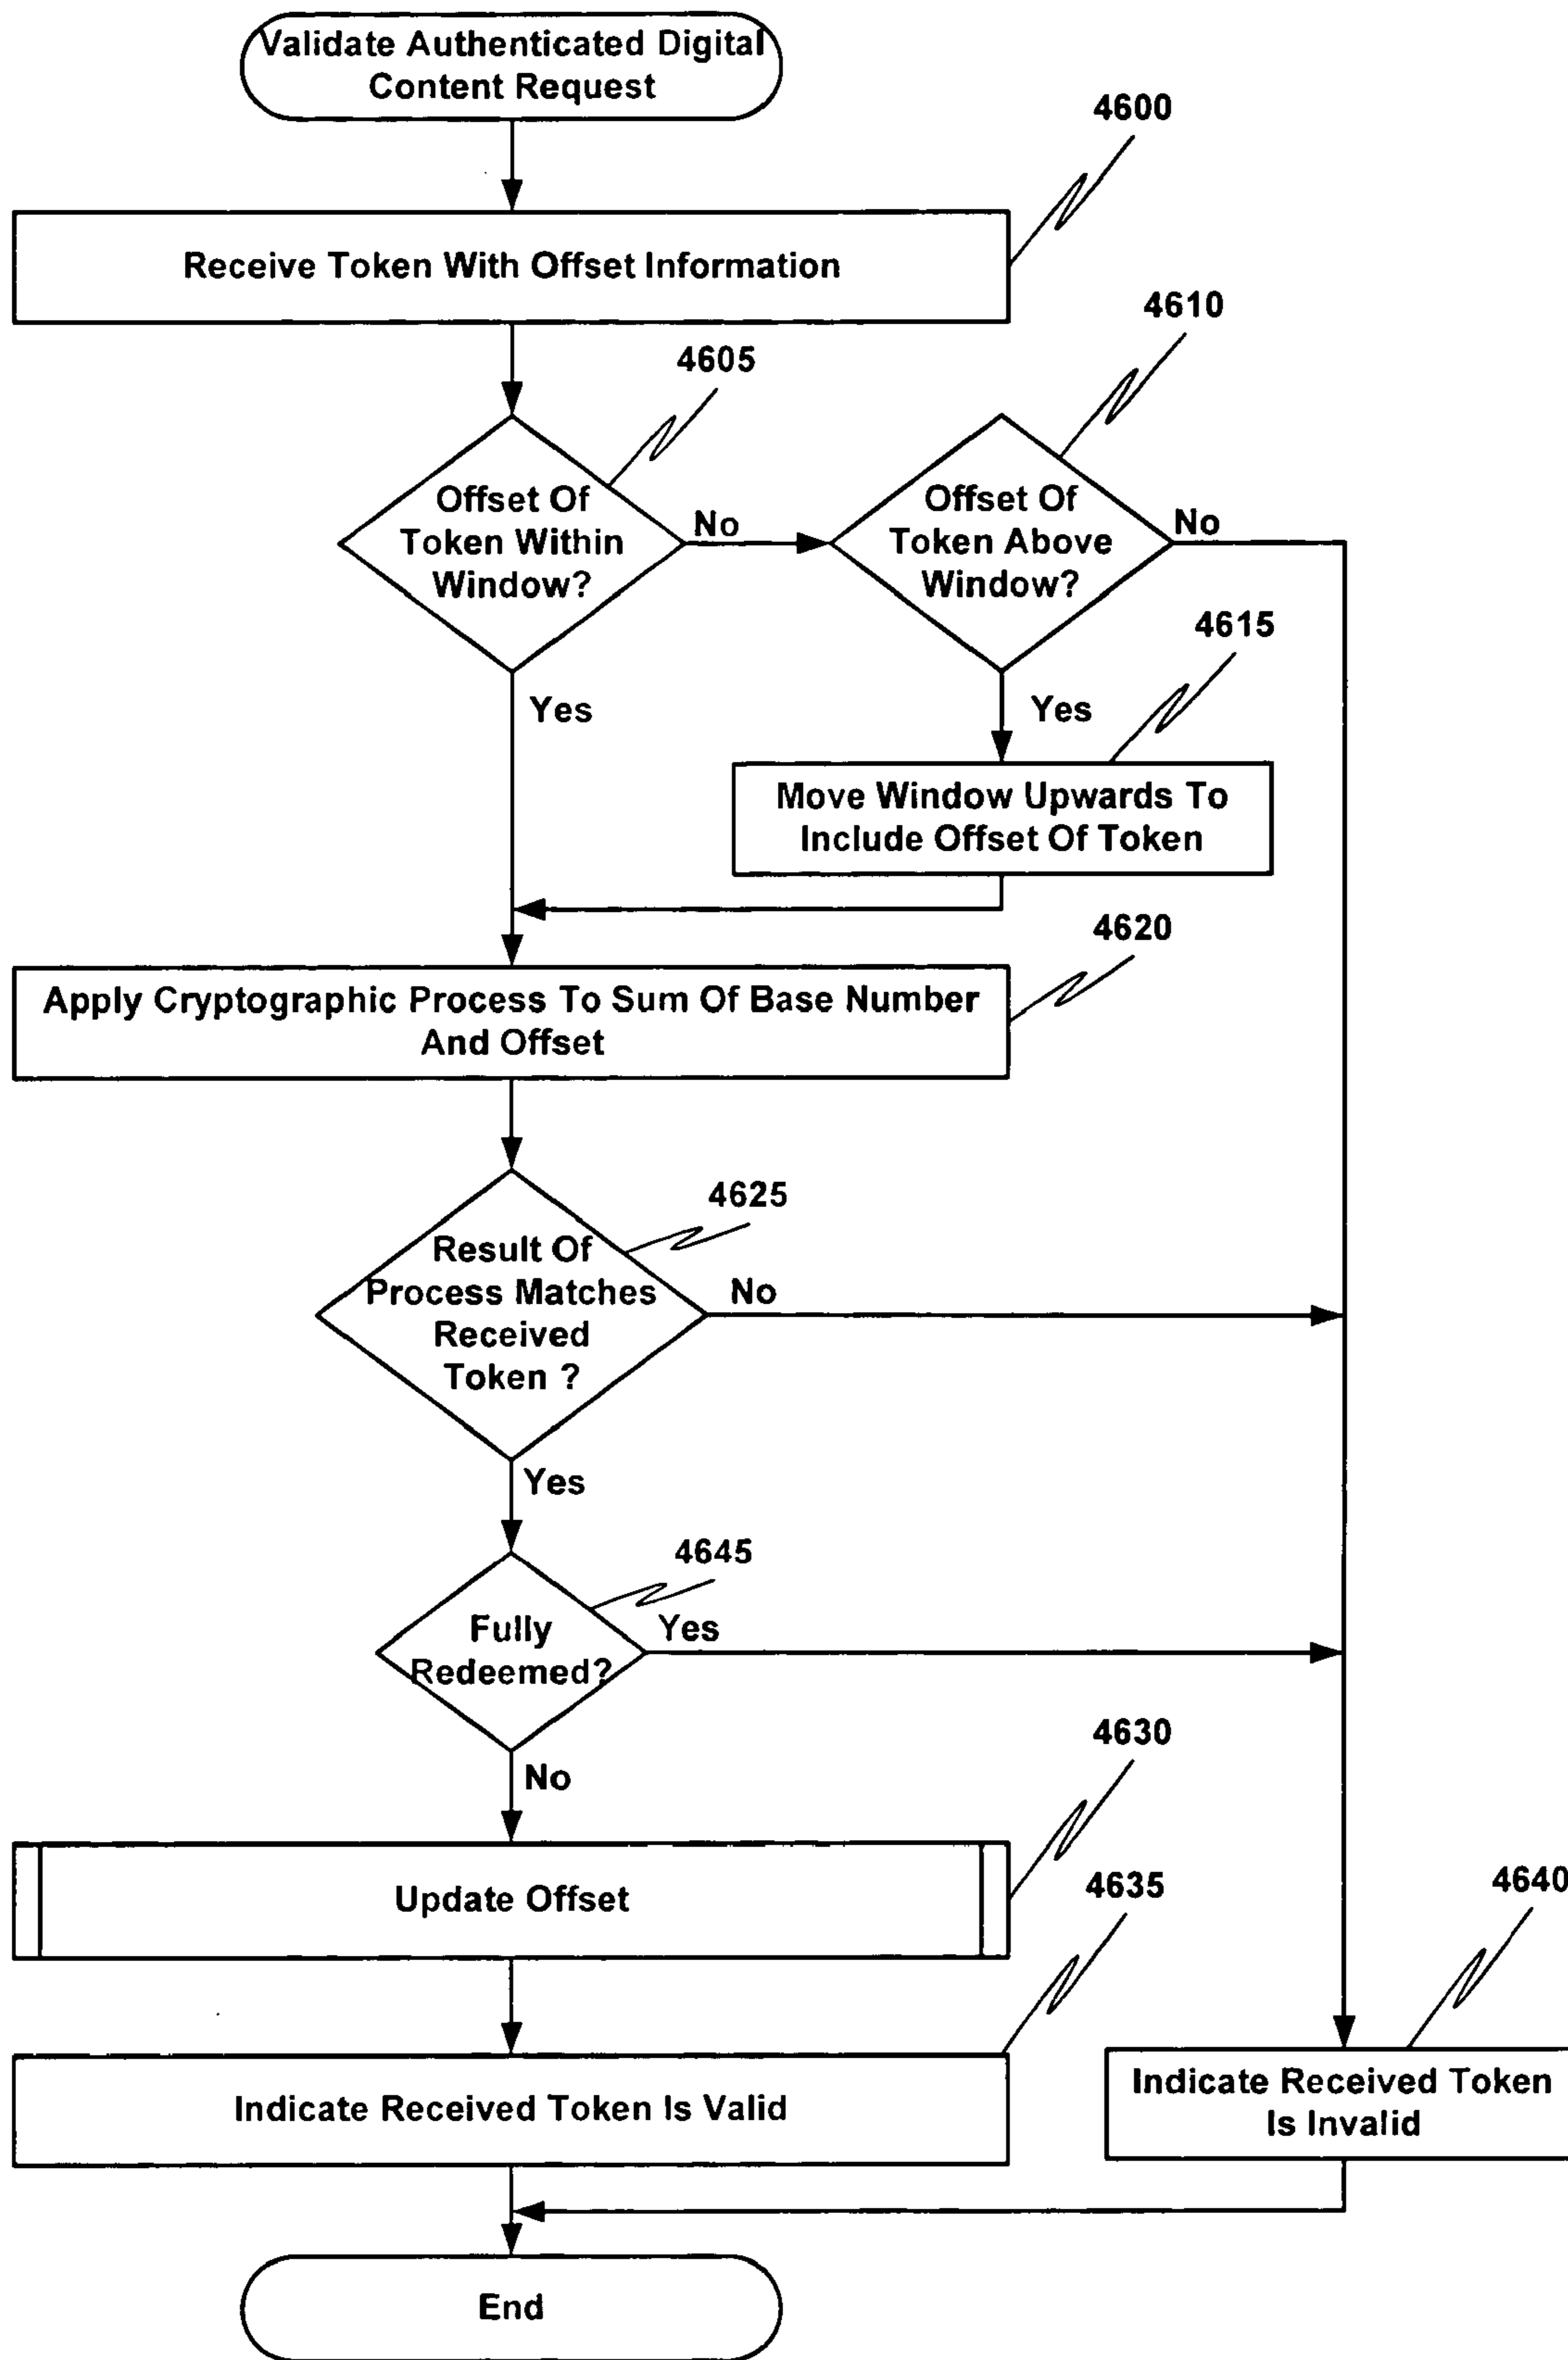 Validate Authenticated Digital
Content Request
4600
Receive Token With Offset Information
4605
4610
Offset Of
Token Within
Window?
No
Offset Of
Token Above
Window?
No
4615
Yes
Yes
Move Window Upwards To
Include Offset Of Token
4620
Apply Cryptographic Process To Sum Of Base Number
And Offset
4625
Result Of
Process Matches
Received
Token ?
No
Yes
4645
Fully
Redeemed?
Yes
No
4630
Update Offset
4635
4640
Indicate Received Token Is Valid
Indicate Received Token
Is Invalid
End